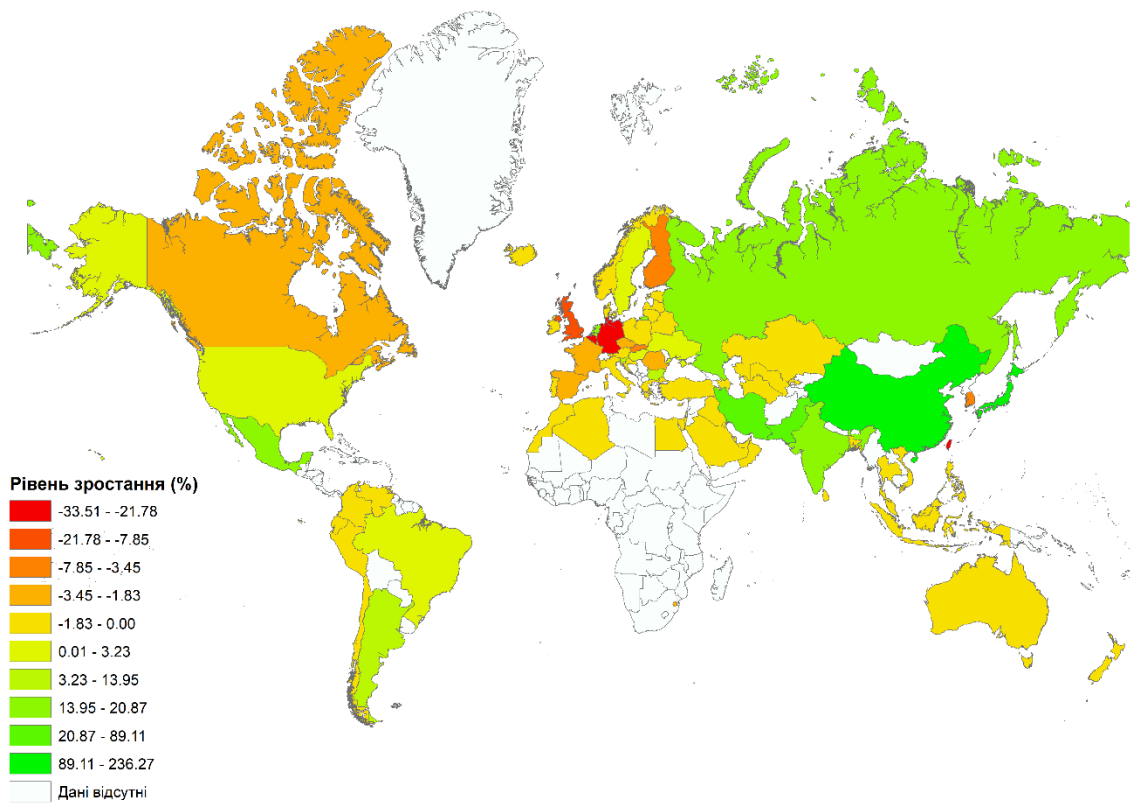 Рівень зростання (%)
-33.51 - -21.78
-21.78 - -7.85
-7.85 - -3.45
-3.45 - -1.83
-1.83 - 0.00
0.01 - 3.23
3.23 - 13.95
13.95 - 20.87
20.87 - 89.11
89.11 - 236.27
Дані відсутні